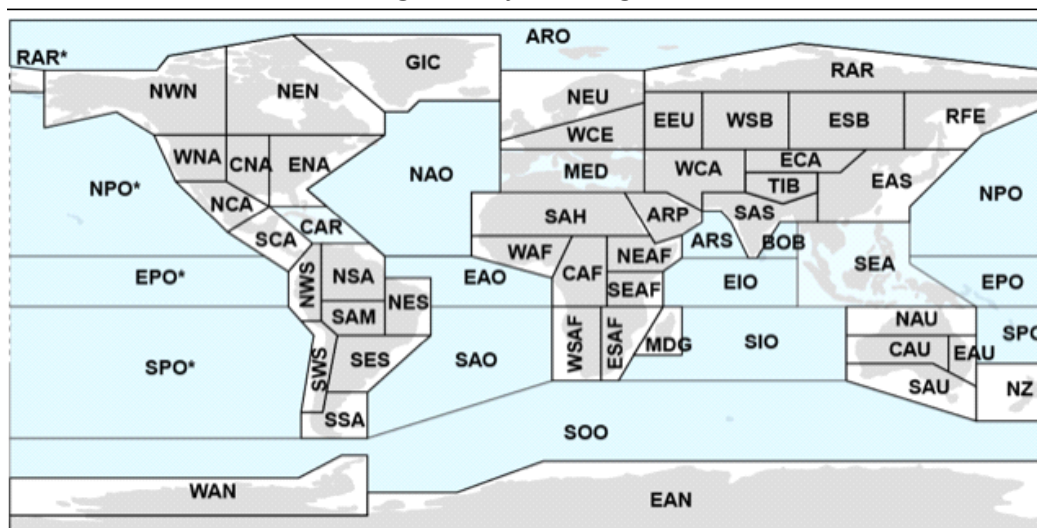 ARO
RAR*
GIC
RAR
NWN
NEN
NEU
WCE
EEU
WSB
ESB
RFE
WNA
CNA
ENA
NAO
MED
WCA
ECA
TIB
EAS
NPO*
NPO
NCA
CAR
SAH
ARP
SAS
SCA
WAF
NEAF
ARS
BOB
SEA
EPO*
NWS
NSA
NES
EAO
CAF
SEAF
EIO
EPO
SAM
NAU
SPO
SPO*
SWS
SES
SAO
WSAF
ESAF
MDG
SIO
CAU
EAU
SAU
NZ
SSA
SOO
WAN
EAN